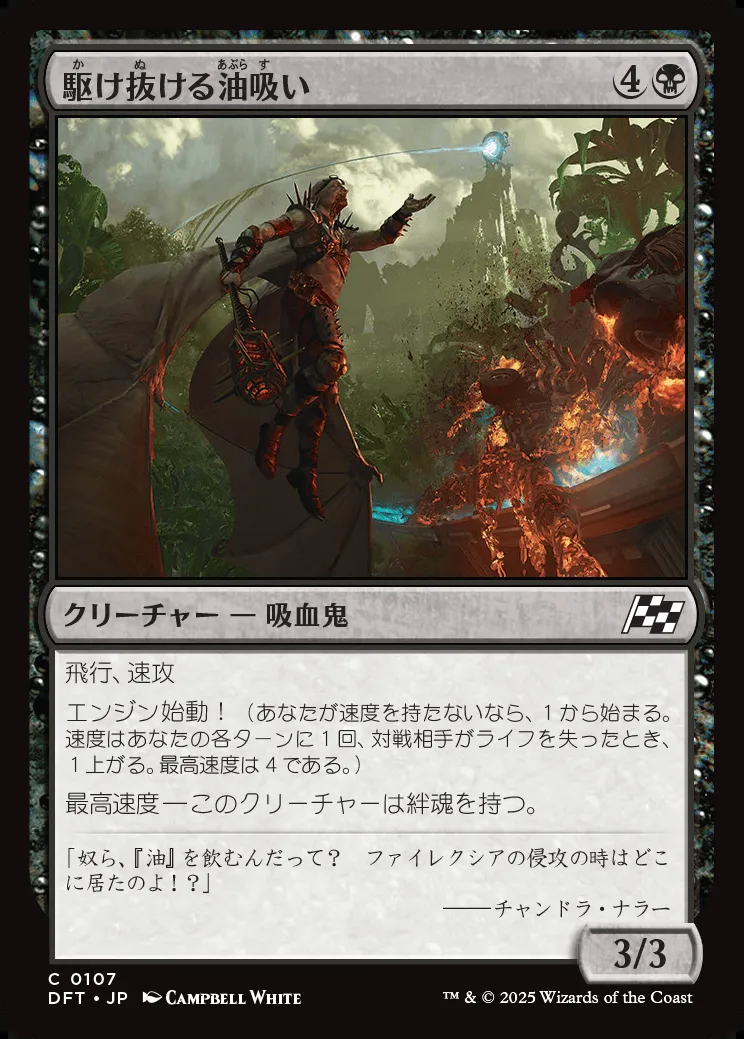 駆け抜ける油吸い 4
クリーチャー — 吸血鬼
飛行、速攻
エンジン始動！（あなたが速度を持たないなら、１から始まる。
速度はあなたの各ターンに１回、対戦相手がライフを失ったとき、
１上がる。最高速度は４である。）
最高速度―このクリーチャーは絆魂を持つ。
「奴ら、『油』を飲むんだって？　ファイレクシアの侵攻の時はどこ
に居たのよ！？」
――チャンドラ・ナラー
3/3
C 0107
DFT • JP CAMPBELL WHITE
™ & © 2025 Wizards of the Coast